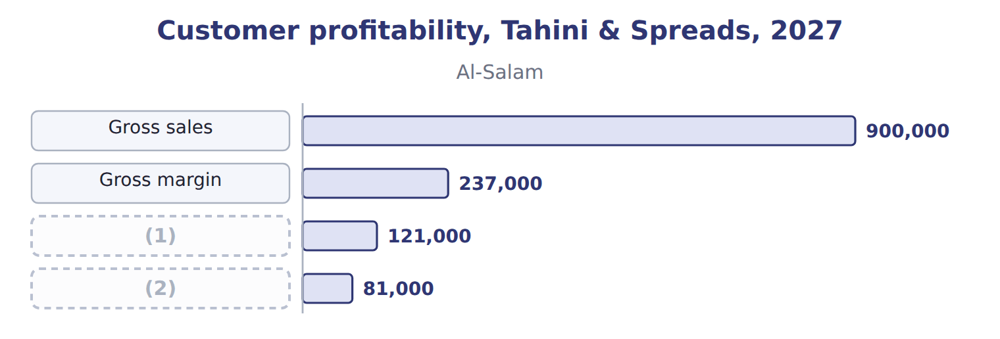 Customer profitability, Tahini & Spreads, 2027
Al-Salam
Gross sales 900,000
Gross margin 237,000
(1) 121,000
(2) 81,000